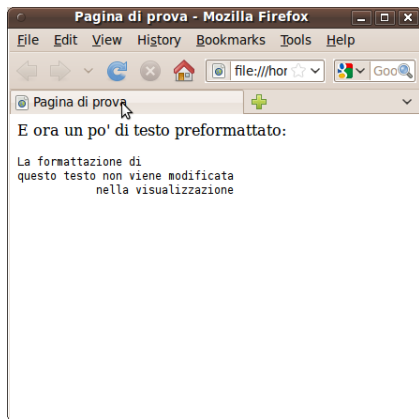 Pagina di prova - Mozilla Firefox
File Edit View History Bookmarks Tools Help
file:///hor Goo
Pagina di prova
E ora un po' di testo preformattato:
La formattazione di
questo testo non viene modificata
nella visualizzazione